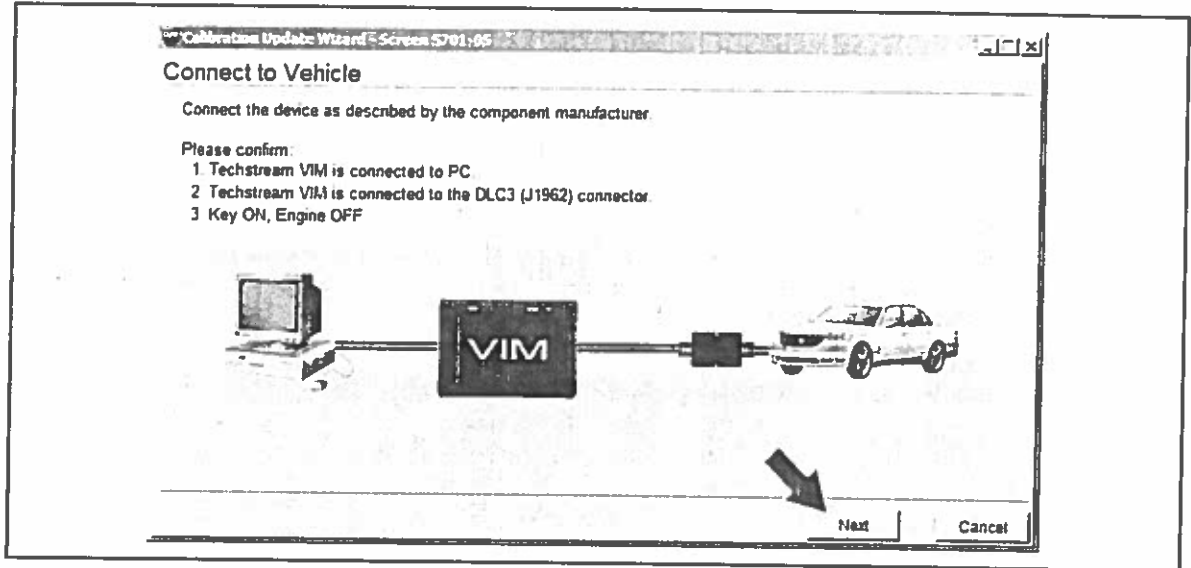 Calibration Update Wizard - Screen S701-05
Connect to Vehicle
Connect the device as described by the component manufacturer.
Please confirm:
1. Techstream VIM is connected to PC.
2 Techstream VIM is connected to the DLC3 (J1962) connector.
3 Key ON, Engine OFF
VIM
Next
Cancel